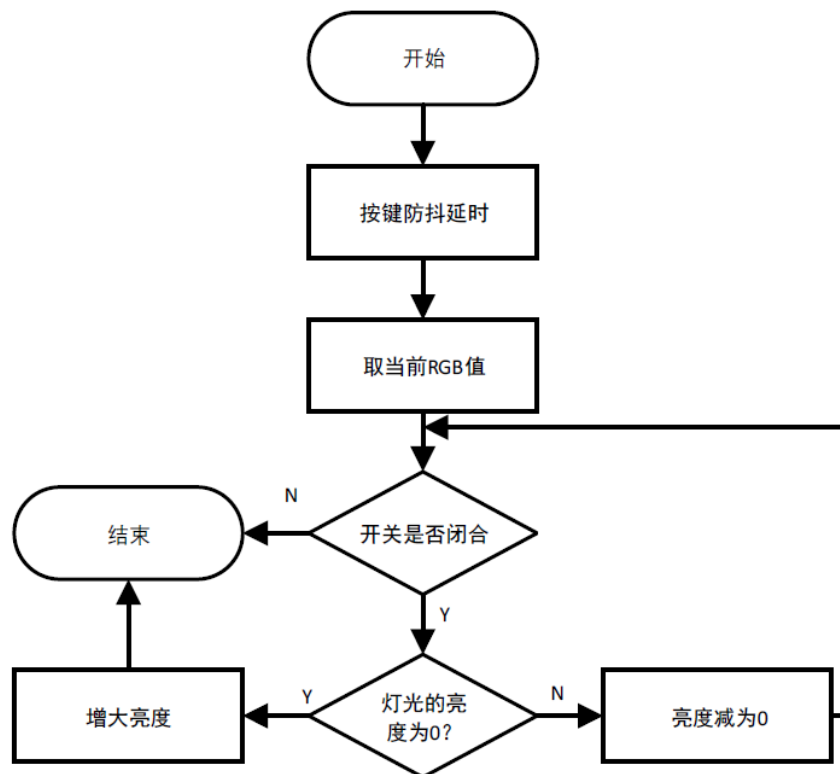 开始
按键防抖延时
取当前RGB值
N
结束
开关是否闭合
Y
Y
灯光的亮
度为0?
N
增大亮度
亮度减为0